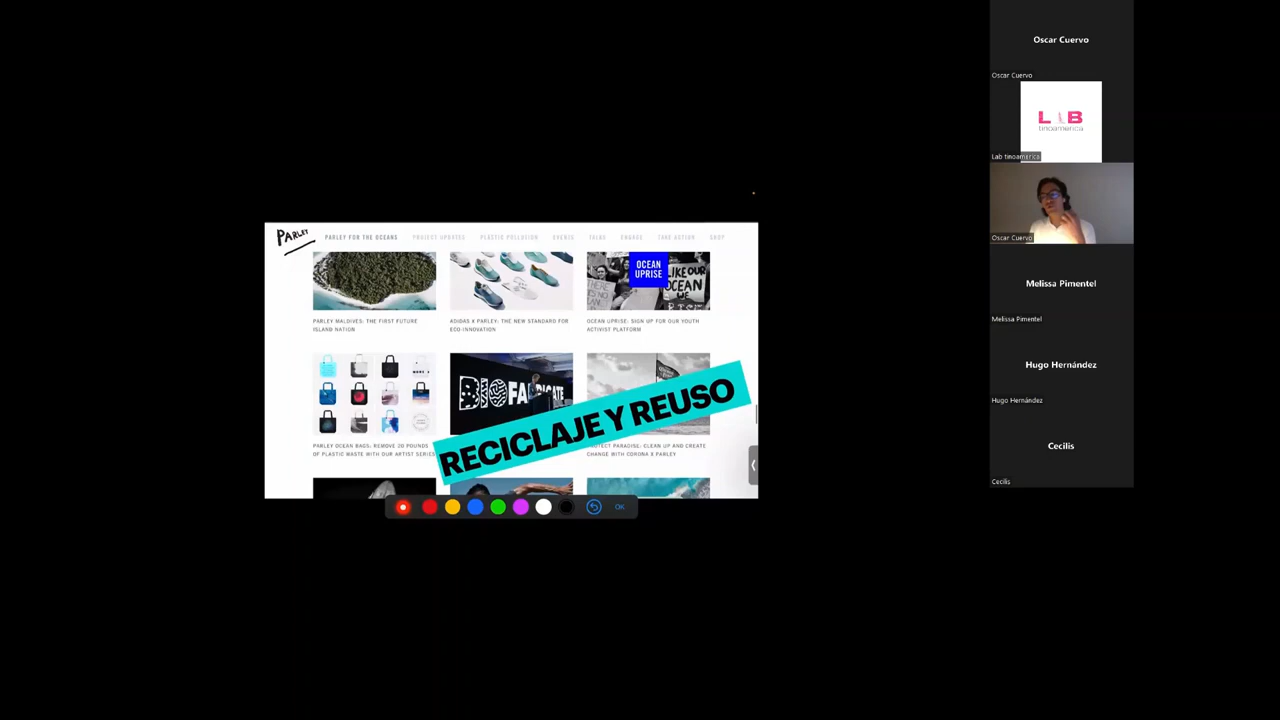 PARLEY
PARLEY FOR THE OCEANS
PROJECT UPDATES
PLASTIC POLLUTION
EVENTS
TALKS
ENGAGE
TAKE ACTION
SHOP
OCEAN
UPRISE
LIKE OUR
OCEAN
PARLEY MALDIVES: THE FIRST FUTURE
ISLAND NATION
ADIDAS X PARLEY: THE NEW STANDARD FOR
ECO INNOVATION
OCEAN UPRISE: SIGN UP FOR OUR YOUTH
ACTIVIST PLATFORM
PARLEY OCEAN BAGS: REMOVE 20 POUNDS
OF PLASTIC WASTE WITH OUR ARTIST SERIES
PROTECT PARADISE: CLEAN UP AND CREATE
CHANGE WITH CORONA X PARLEY
RECICLAJE Y REUSO
OK
Oscar Cuervo
Oscar Cuervo
LAB
tinoamerica
Lab tinoamerica
Oscar Cuervo
Melissa Pimentel
Melissa Pimentel
Hugo Hernández
Hugo Hernández
Cecilis
Cecilis